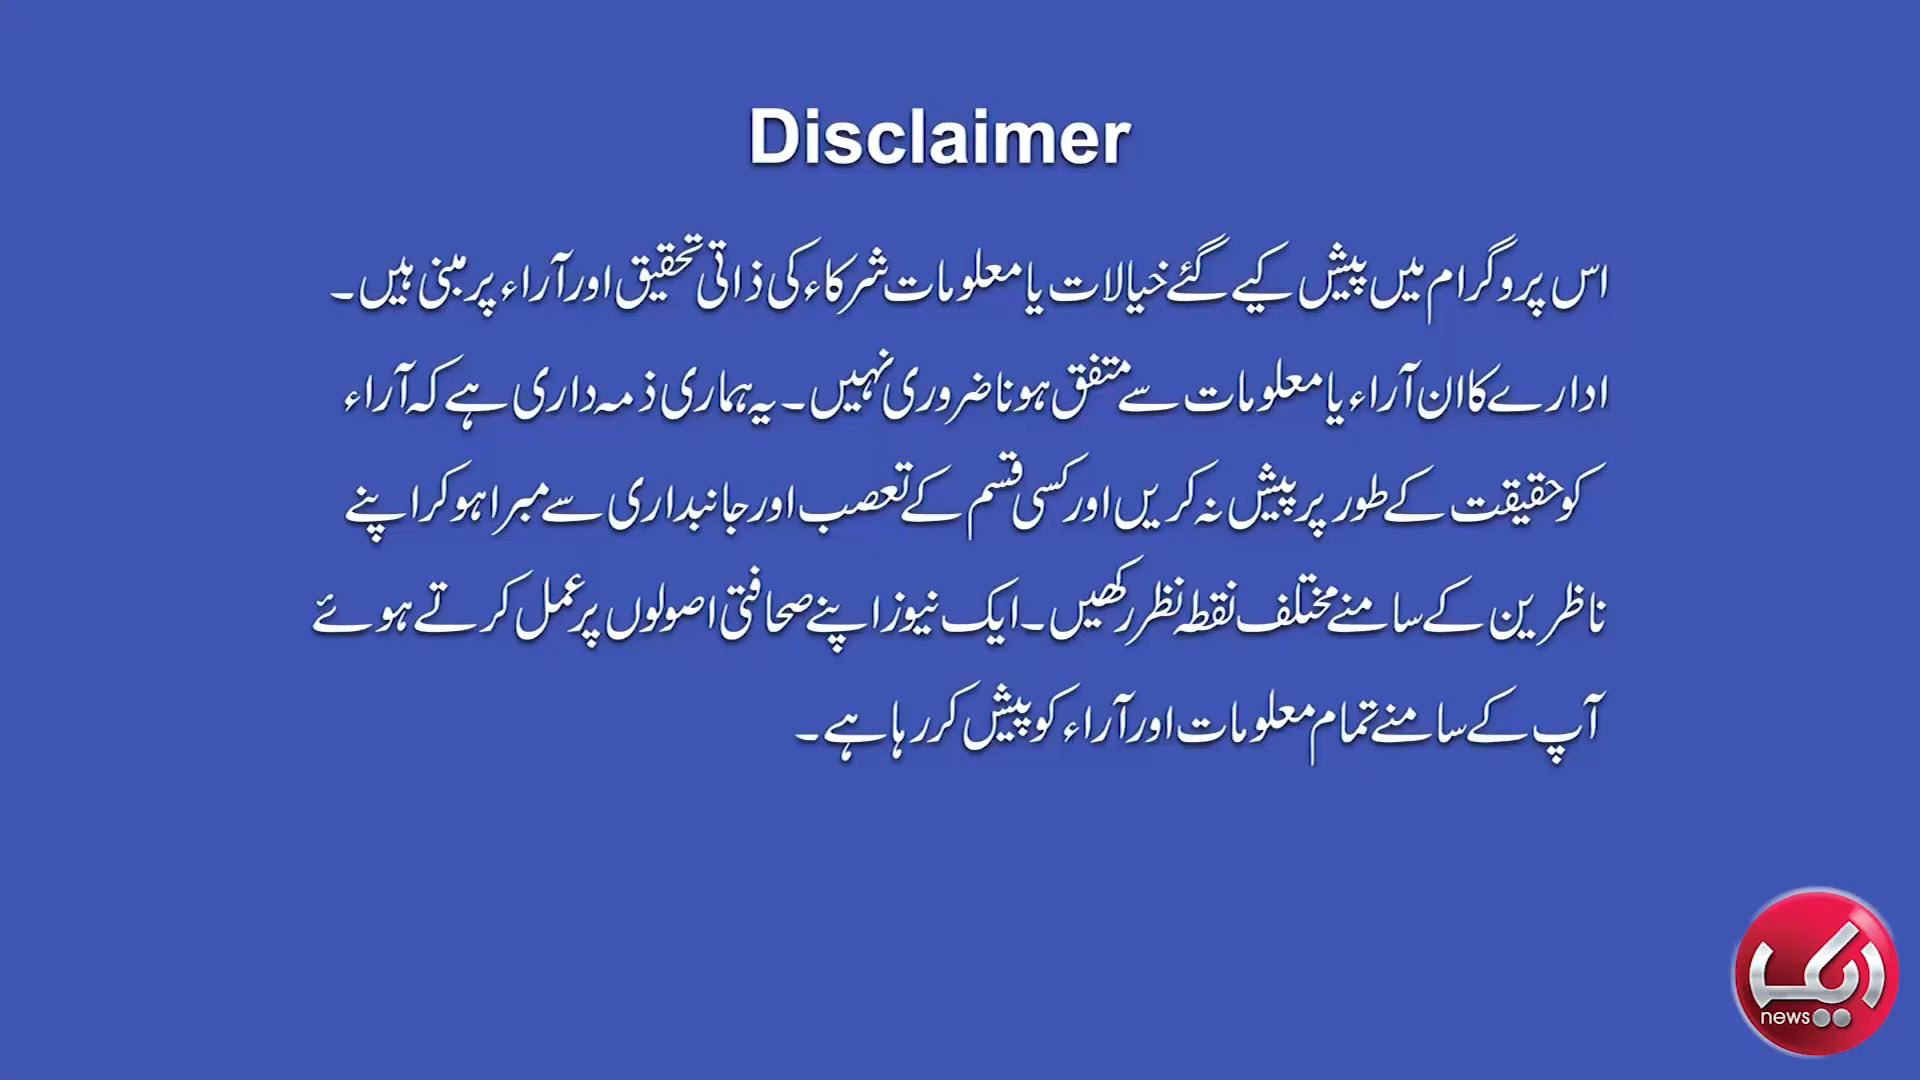 Disclaimer
اس پروگرام میں پیش کیے گئے خیالات یا معلومات شرکاء کی ذاتی تحقیق اور آراء پر مبنی ہیں۔
ادارے کا ان آراء یا معلومات سے متفق ہونا ضروری نہیں۔ یہ ہماری ذمہ داری ہے کہ آراء
کو حقیقت کے طور پر پیش نہ کریں اور کسی قسم کے تعصب اور جانبداری سے مبرا ہو کر اپنے
ناظرین کے سامنے مختلف نقطہ نظر رکھیں۔ ایک نیوز اپنے صحافتی اصولوں پر عمل کرتے ہوئے
آپ کے سامنے تمام معلومات اور آراء کو پیش کر رہا ہے۔
ایک
news